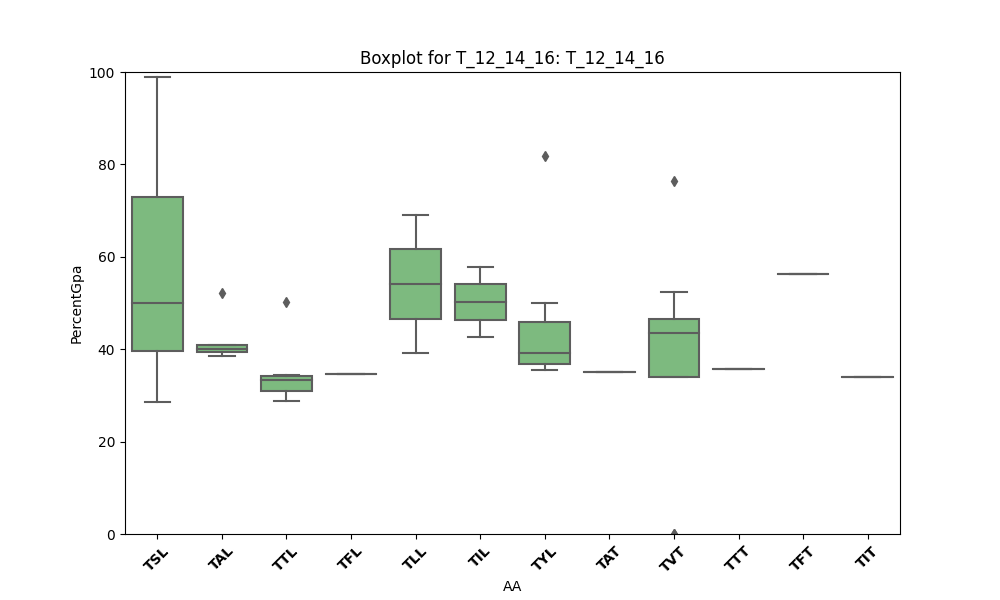 Boxplot for T_12_14_16: T_12_14_16
100
80
60
40
20
0
PercentGpa
TSL
TAL
TTL
TFL
TLL
TIL
TYL
TAT
TVT
TTT
TFT
TIT
AA